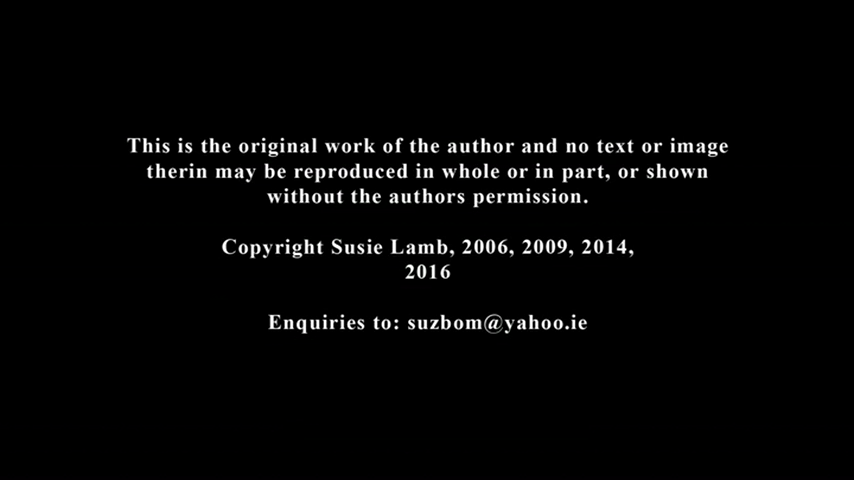 This is the original work of the author and no text or image
therin may be reproduced in whole or in part, or shown
without the authors permission.
Copyright Susie Lamb, 2006, 2009, 2014,
2016
Enquiries to: suzbom@yahoo.ie